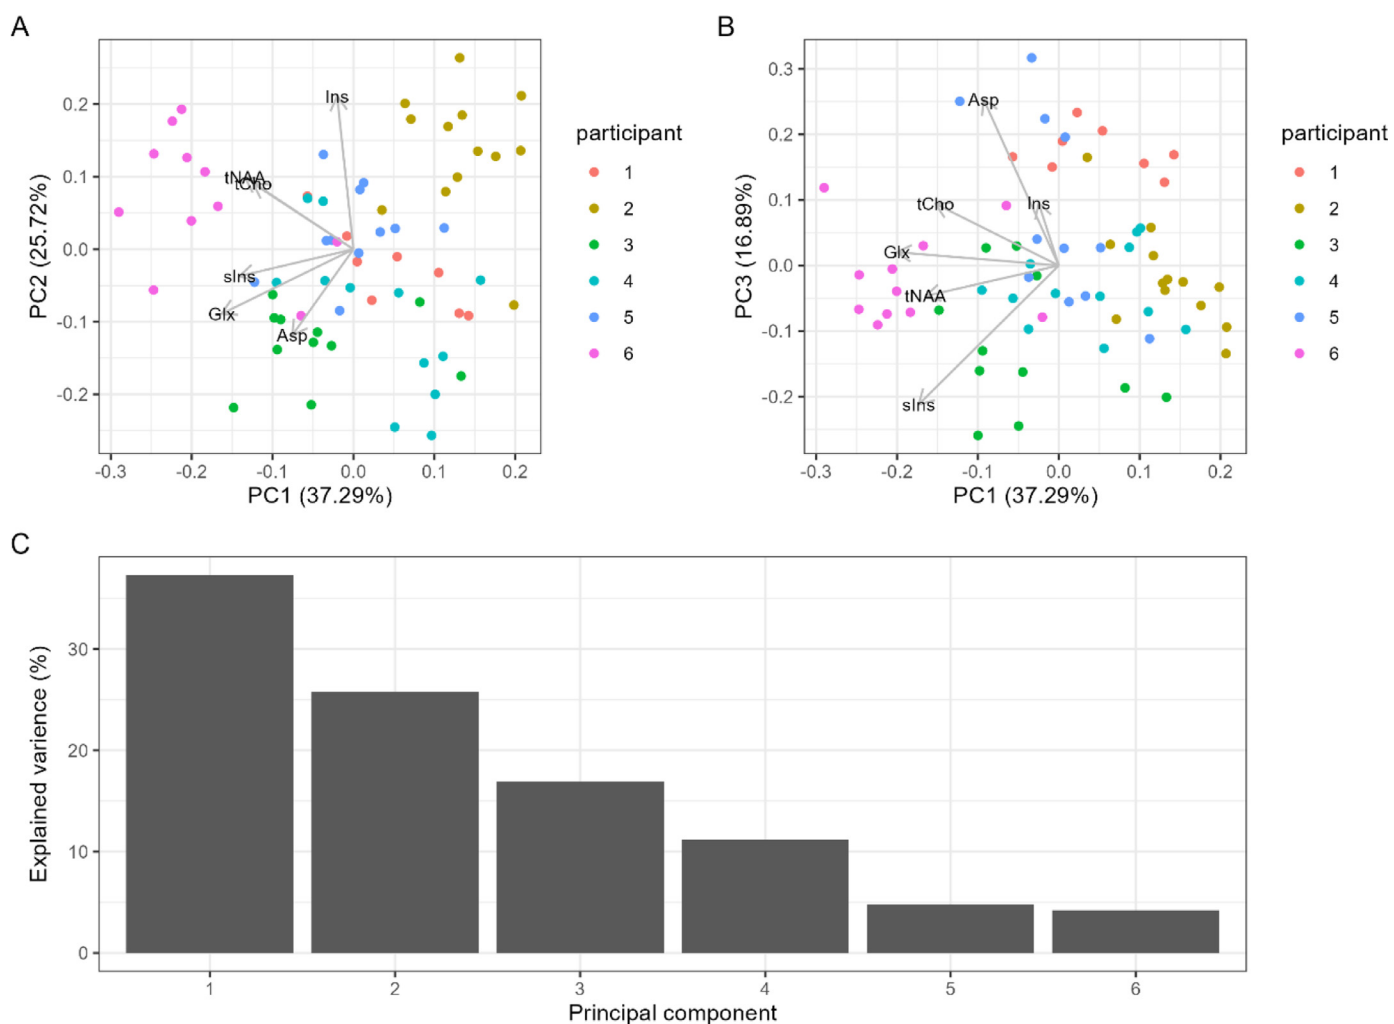 A
PC2 (25.72%)
0.2
0.1
0.0
-0.1
-0.2
Ins
tNAA
tCho
sIns
Glx
Asp
-0.3 -0.2 -0.1 0.0 0.1 0.2
PC1 (37.29%)
participant
1
2
3
4
5
6
B
PC3 (16.89%)
0.3
0.2
0.1
0.0
-0.1
-0.2
Asp
tCho
Ins
Glx
tNAA
sIns
-0.3 -0.2 -0.1 0.0 0.1 0.2
PC1 (37.29%)
participant
1
2
3
4
5
6
C
Explained varience (%)
30
20
10
0
1 2 3 4 5 6
Principal component